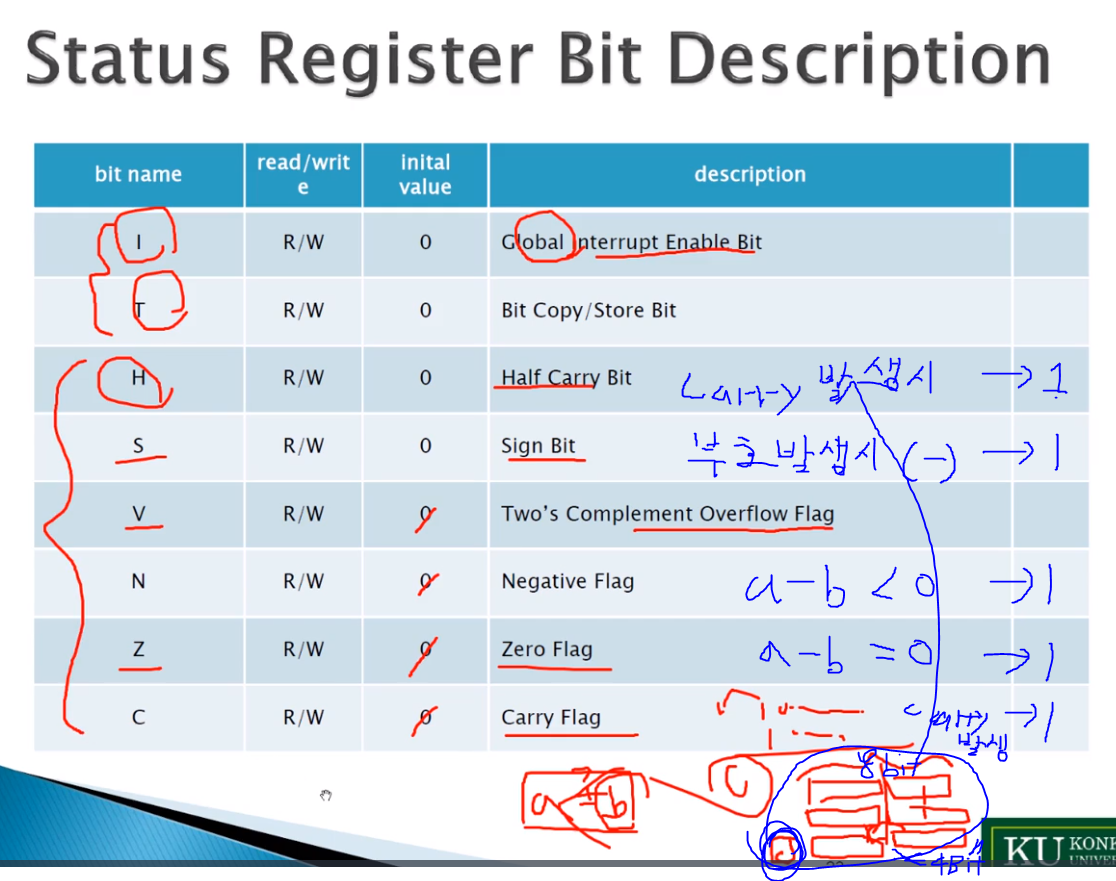 Status Register Bit Description
bit name read/write inital value description
I R/W 0 Global Interrupt Enable Bit
T R/W 0 Bit Copy/Store Bit
H R/W 0 Half Carry Bit Carry 발생시 → 1
S R/W 0 Sign Bit 부호발생시 (-) → 1
V R/W 0 Two's Complement Overflow Flag
N R/W 0 Negative Flag a-b < 0 → 1
Z R/W 0 Zero Flag a-b = 0 → 1
C R/W 0 Carry Flag Carry 발생 → 1
8bit
a b
C
4Bit
KU KONK
UNIVER